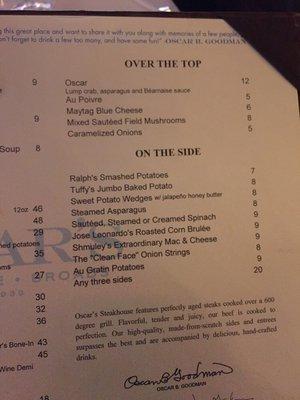 ing this great place and want to share it with you along with memories of a few people,
on't forget to drink a few too many, and have some fun!" -OSCAR B. GOODMAN
OVER THE TOP
9
Oscar 12
Lump crab, asparagus and Béarnaise sauce
Au Poivre 5
Maytag Blue Cheese 6
9
Mixed Sautéed Field Mushrooms 8
Caramelized Onions 5
Soup 8
ON THE SIDE
Ralph's Smashed Potatoes 7
Tuffy's Jumbo Baked Potato 8
Sweet Potato Wedges w/ jalapeño honey butter 8
12oz 46
Steamed Asparagus 8
48
Sautéed, Steamed or Creamed Spinach 9
29
Jose Leonardo's Roasted Corn Brulée 9
shed potatoes 35
Shmuley's Extraordinary Mac & Cheese 9
The "Clean Face" Onion Strings 8
oms 27
Au Gratin Potatoes 9
Any three sides 20
30
32
36
Oscar's Steakhouse features perfectly aged steaks cooked over a 600
degree grill. Flavorful, tender and juicy, our beef is cooked to
perfection. Our high-quality, made-from-scratch sides and entrees
surpasses the best and are accompanied by delicious, hand-crafted
drinks.
's Bone-In 43
45
Wine Demi
Oscar B. Goodman
OSCAR B. GOODMAN
48